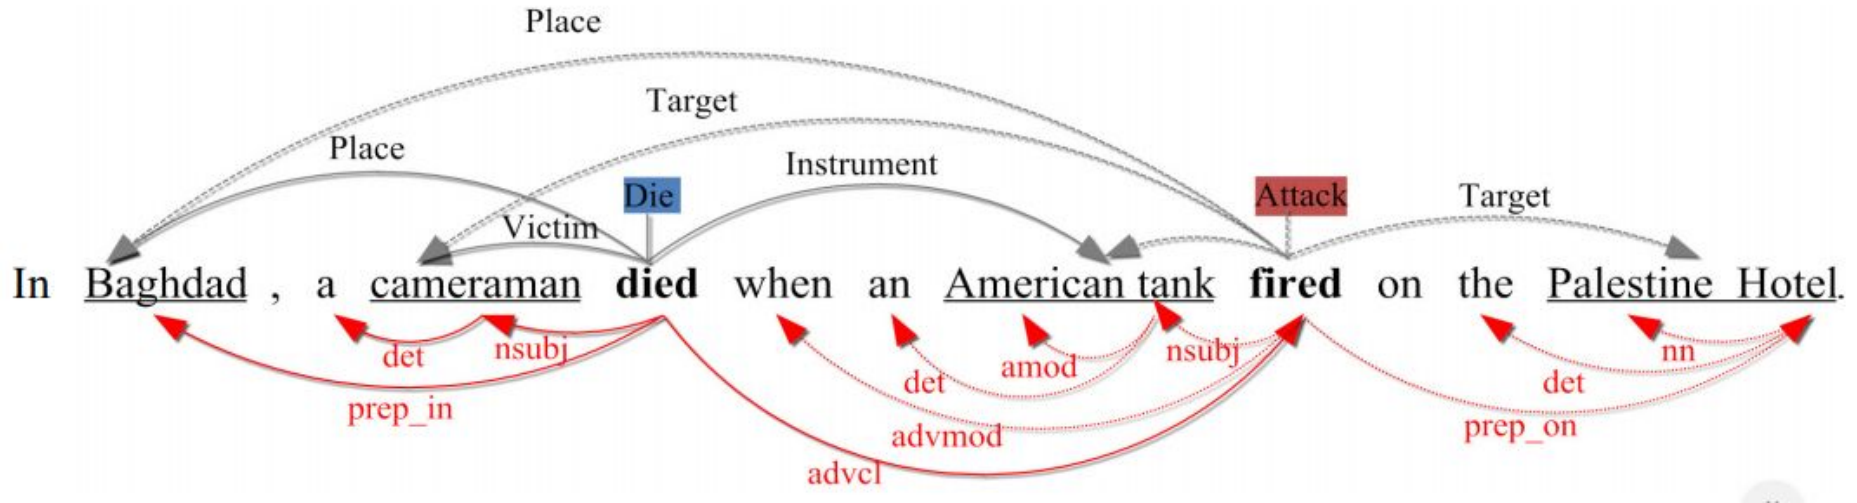 Place
Target
Place
Instrument
Die
Attack
Target
Victim
In Baghdad , a cameraman died when an American tank fired on the Palestine Hotel.
det
nsubj
amod
nsubj
nn
det
det
prep_in
advmod
prep_on
advcl